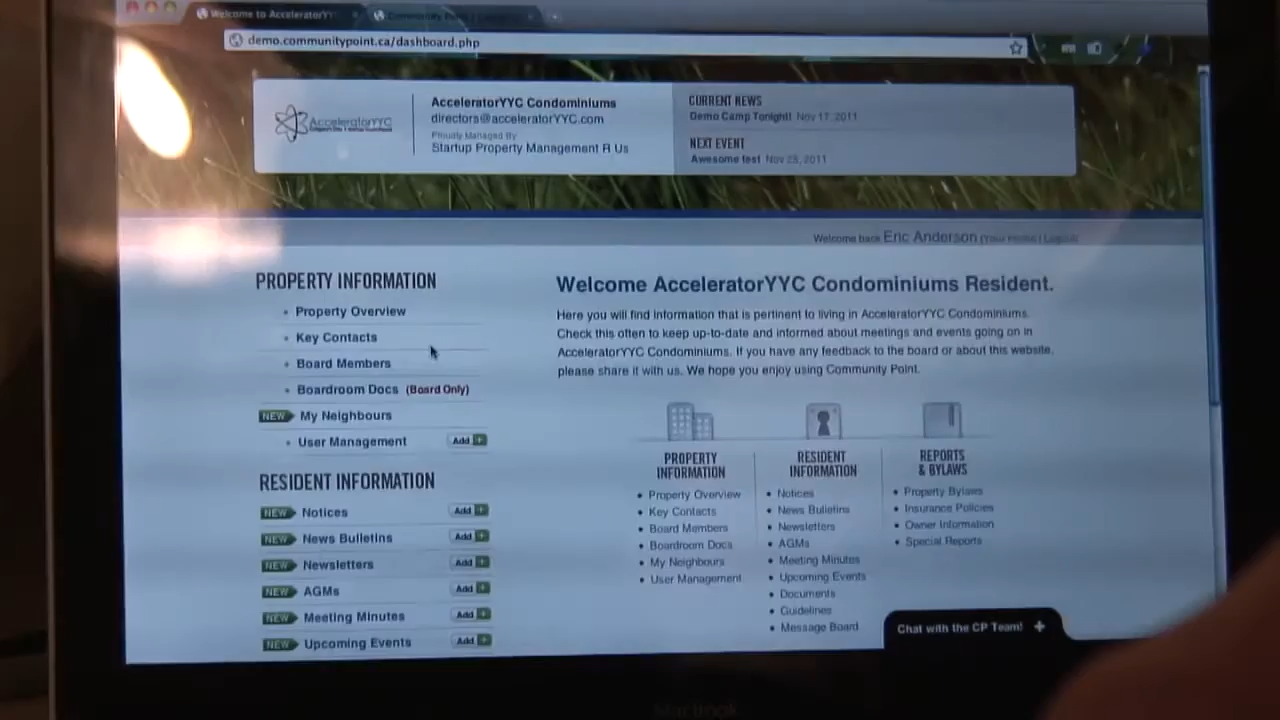 Welcome to AcceleratorYYC
demo.communitypoint.ca/dashboard.php
AcceleratorYYC
AcceleratorYYC Condominiums
directors@acceleratorYYC.com
Proudly Managed By
Startup Property Management R Us
CURRENT NEWS
Demo Camp Tonight! Nov 17, 2011
NEXT EVENT
Awesome fest Nov 25, 2011
Welcome back Eric Anderson (Your Profile | Logout)
PROPERTY INFORMATION
Property Overview
Key Contacts
Board Members
Boardroom Docs (Board Only)
NEW My Neighbours
User Management Add +
RESIDENT INFORMATION
NEW Notices Add +
NEW News Bulletins Add +
NEW Newsletters Add +
NEW AGMs Add +
NEW Meeting Minutes Add +
NEW Upcoming Events Add +
Welcome AcceleratorYYC Condominiums Resident.
Here you will find information that is pertinent to living in AcceleratorYYC Condominiums.
Check this often to keep up-to-date and informed about meetings and events going on in
AcceleratorYYC Condominiums. If you have any feedback to the board or about this website,
please share it with us. We hope you enjoy using Community Point.
PROPERTY
INFORMATION
Property Overview
Key Contacts
Board Members
Boardroom Docs
My Neighbours
User Management
RESIDENT
INFORMATION
Notices
News Bulletins
Newsletters
AGMs
Meeting Minutes
Upcoming Events
Documents
Guidelines
Message Board
REPORTS
& BYLAWS
Property Bylaws
Insurance Policies
Owner Information
Special Reports
Chat with the CP Team! +
MacBook